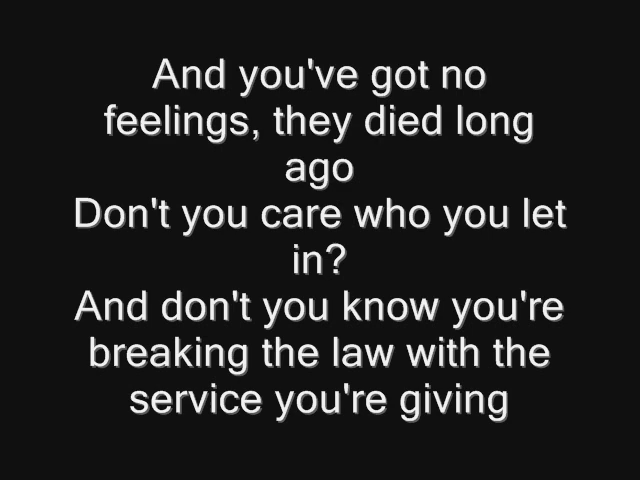 And you've got no
feelings, they died long
ago
Don't you care who you let
in?
And don't you know you're
breaking the law with the
service you're giving